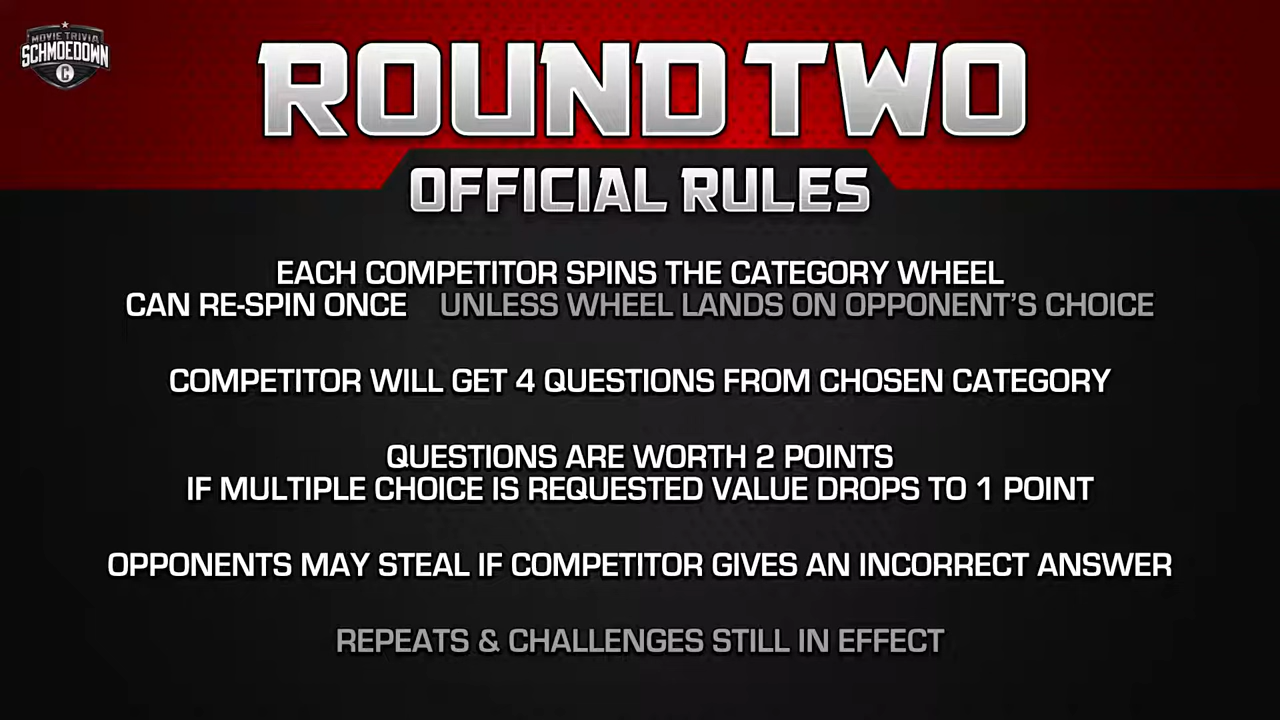 MOVIE TRIVIA
SCHMOEDOWN
C
ROUND TWO
OFFICIAL RULES
EACH COMPETITOR SPINS THE CATEGORY WHEEL
CAN RE-SPIN ONCE UNLESS WHEEL LANDS ON OPPONENT'S CHOICE
COMPETITOR WILL GET 4 QUESTIONS FROM CHOSEN CATEGORY
QUESTIONS ARE WORTH 2 POINTS
IF MULTIPLE CHOICE IS REQUESTED VALUE DROPS TO 1 POINT
OPPONENTS MAY STEAL IF COMPETITOR GIVES AN INCORRECT ANSWER
REPEATS & CHALLENGES STILL IN EFFECT